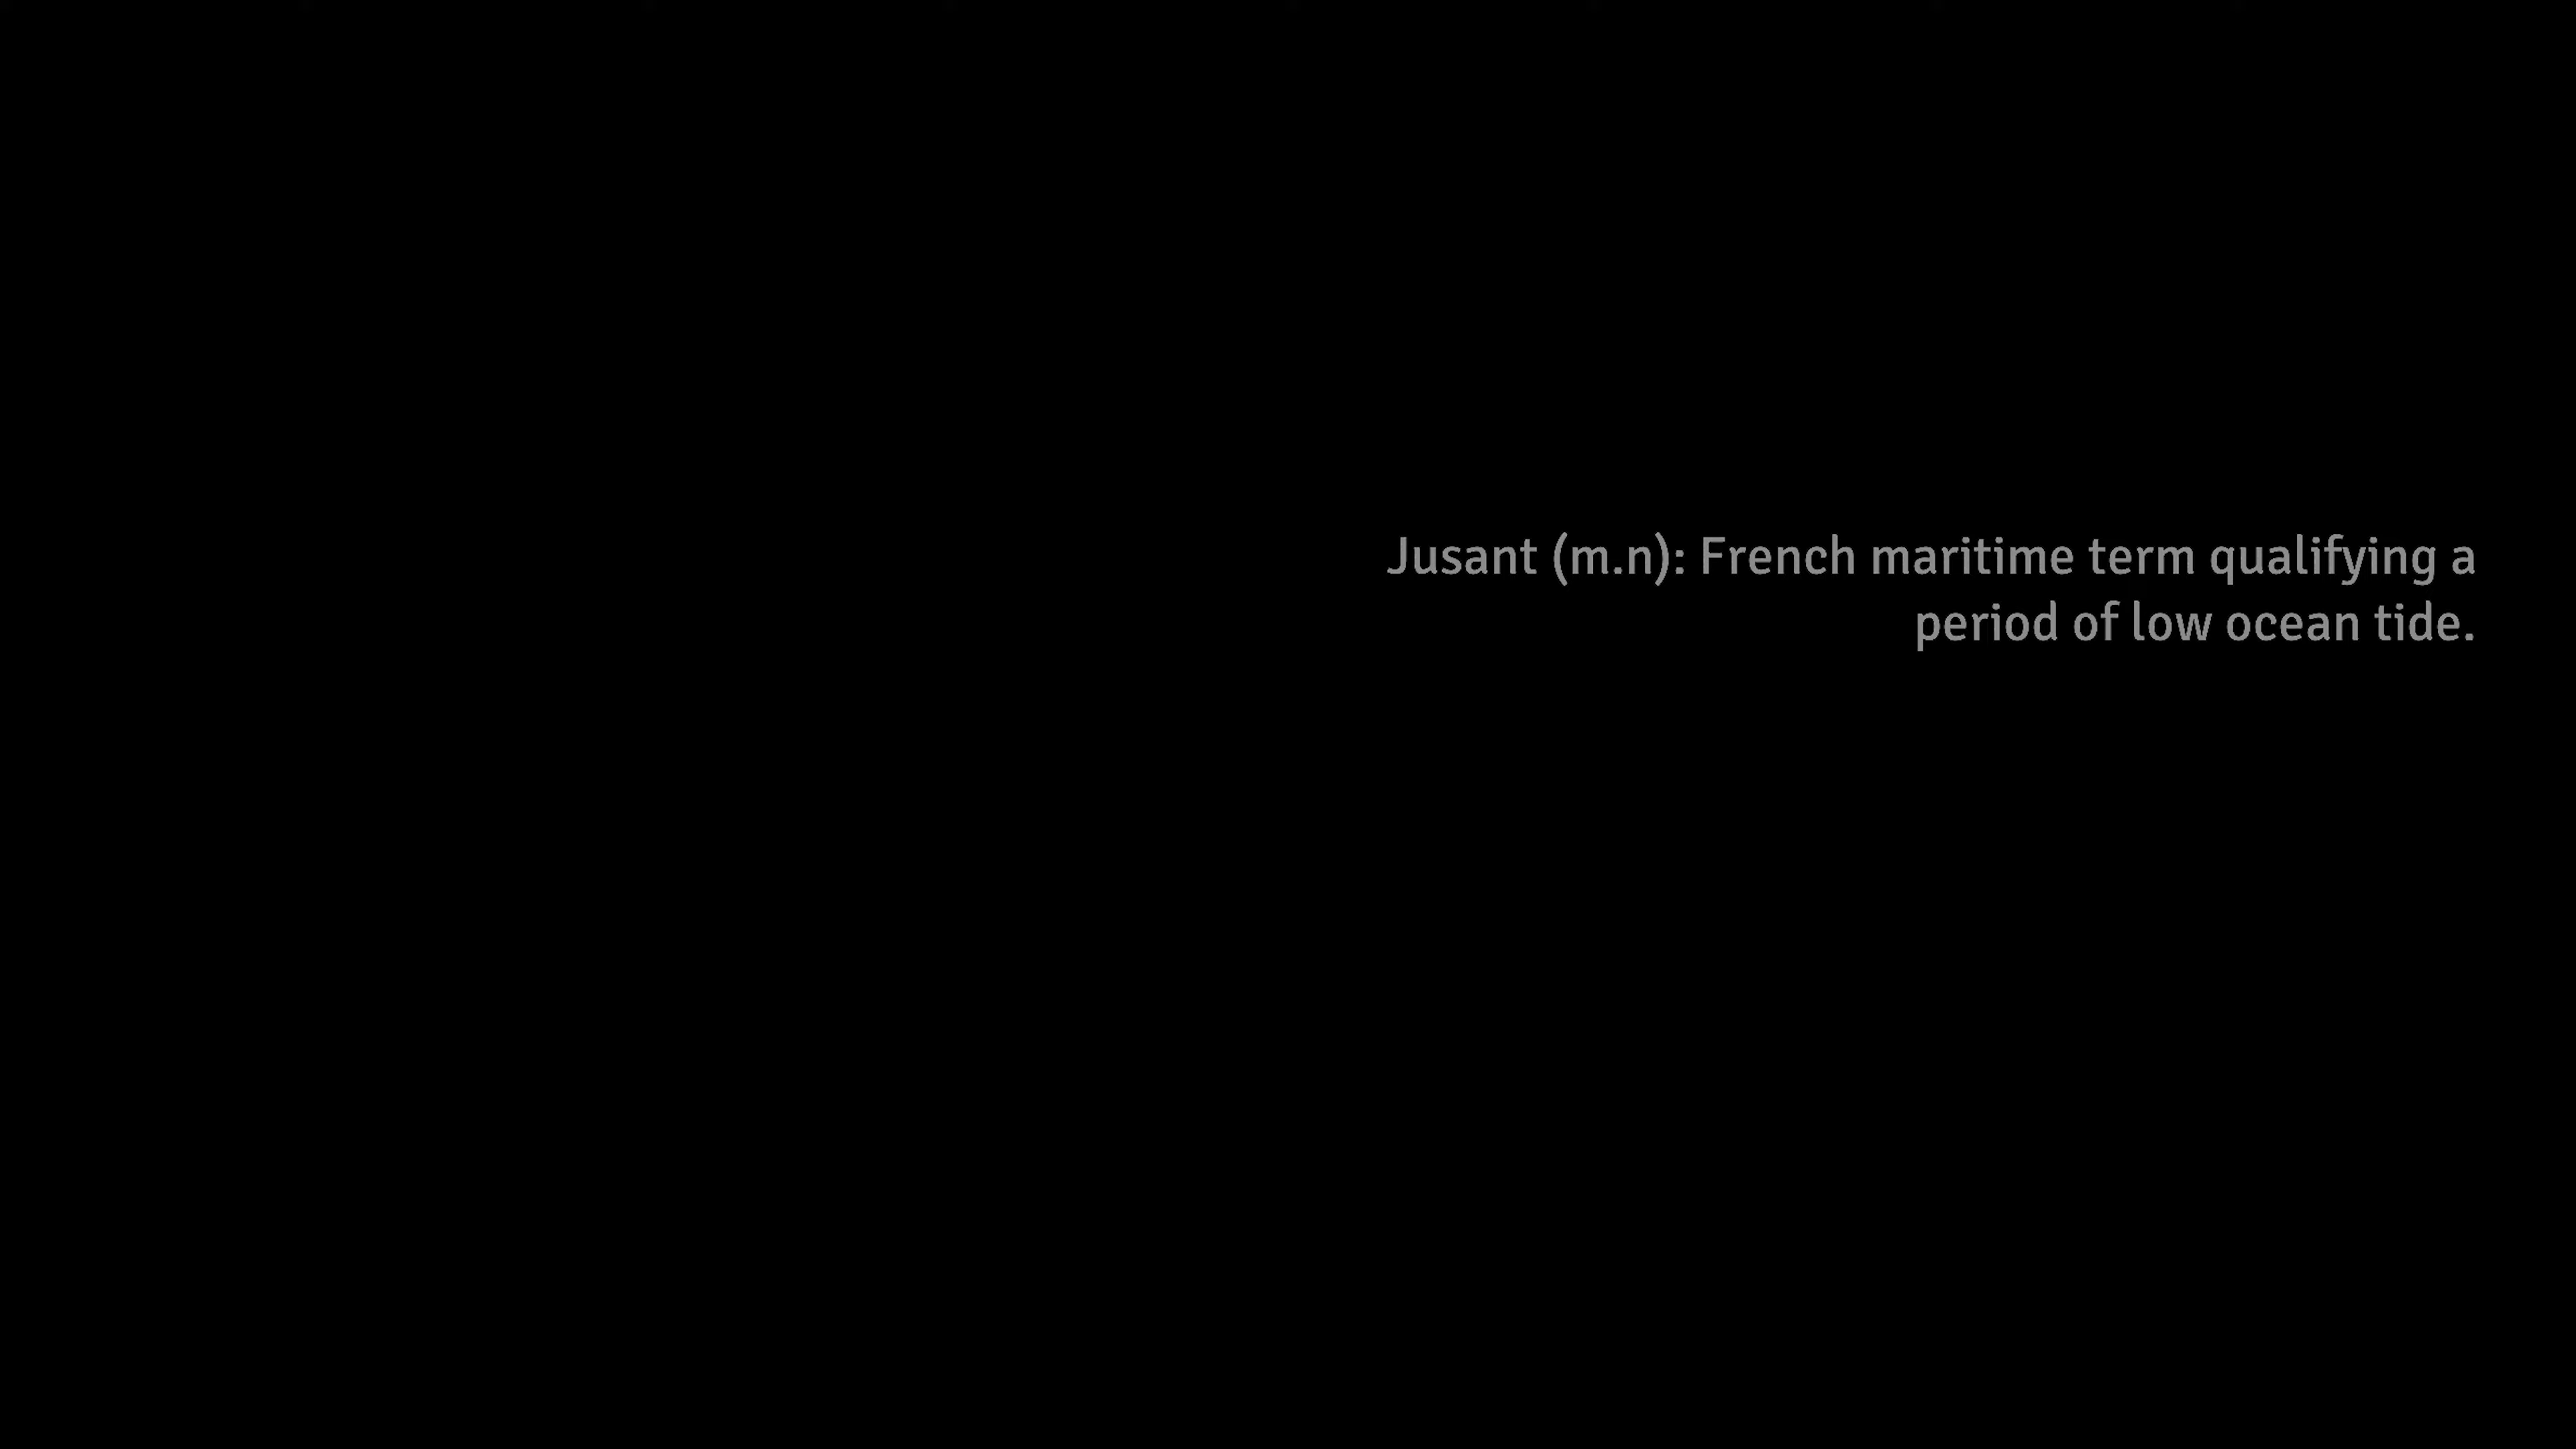 Jusant (m.n): French maritime term qualifying a
period of low ocean tide.